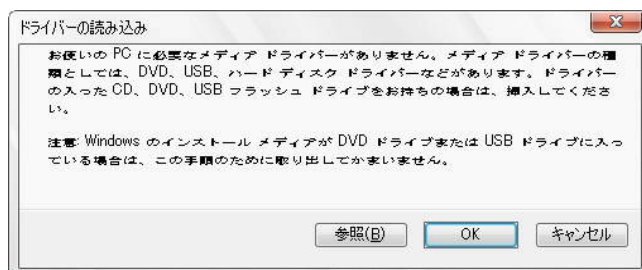 ドライバーの読み込み
お使いの PC に必要なメディア ドライバーがありません。メディア ドライバーの種
類としては、DVD、USB、ハード ディスク ドライバーなどがあります。ドライバー
の入った CD、DVD、USB フラッシュ ドライブをお持ちの場合は、挿入してくださ
い。
注意: Windows のインストール メディアが DVD ドライブまたは USB ドライブに入っ
ている場合は、この手順のために取り出してかまいません。
参照(B) OK キャンセル